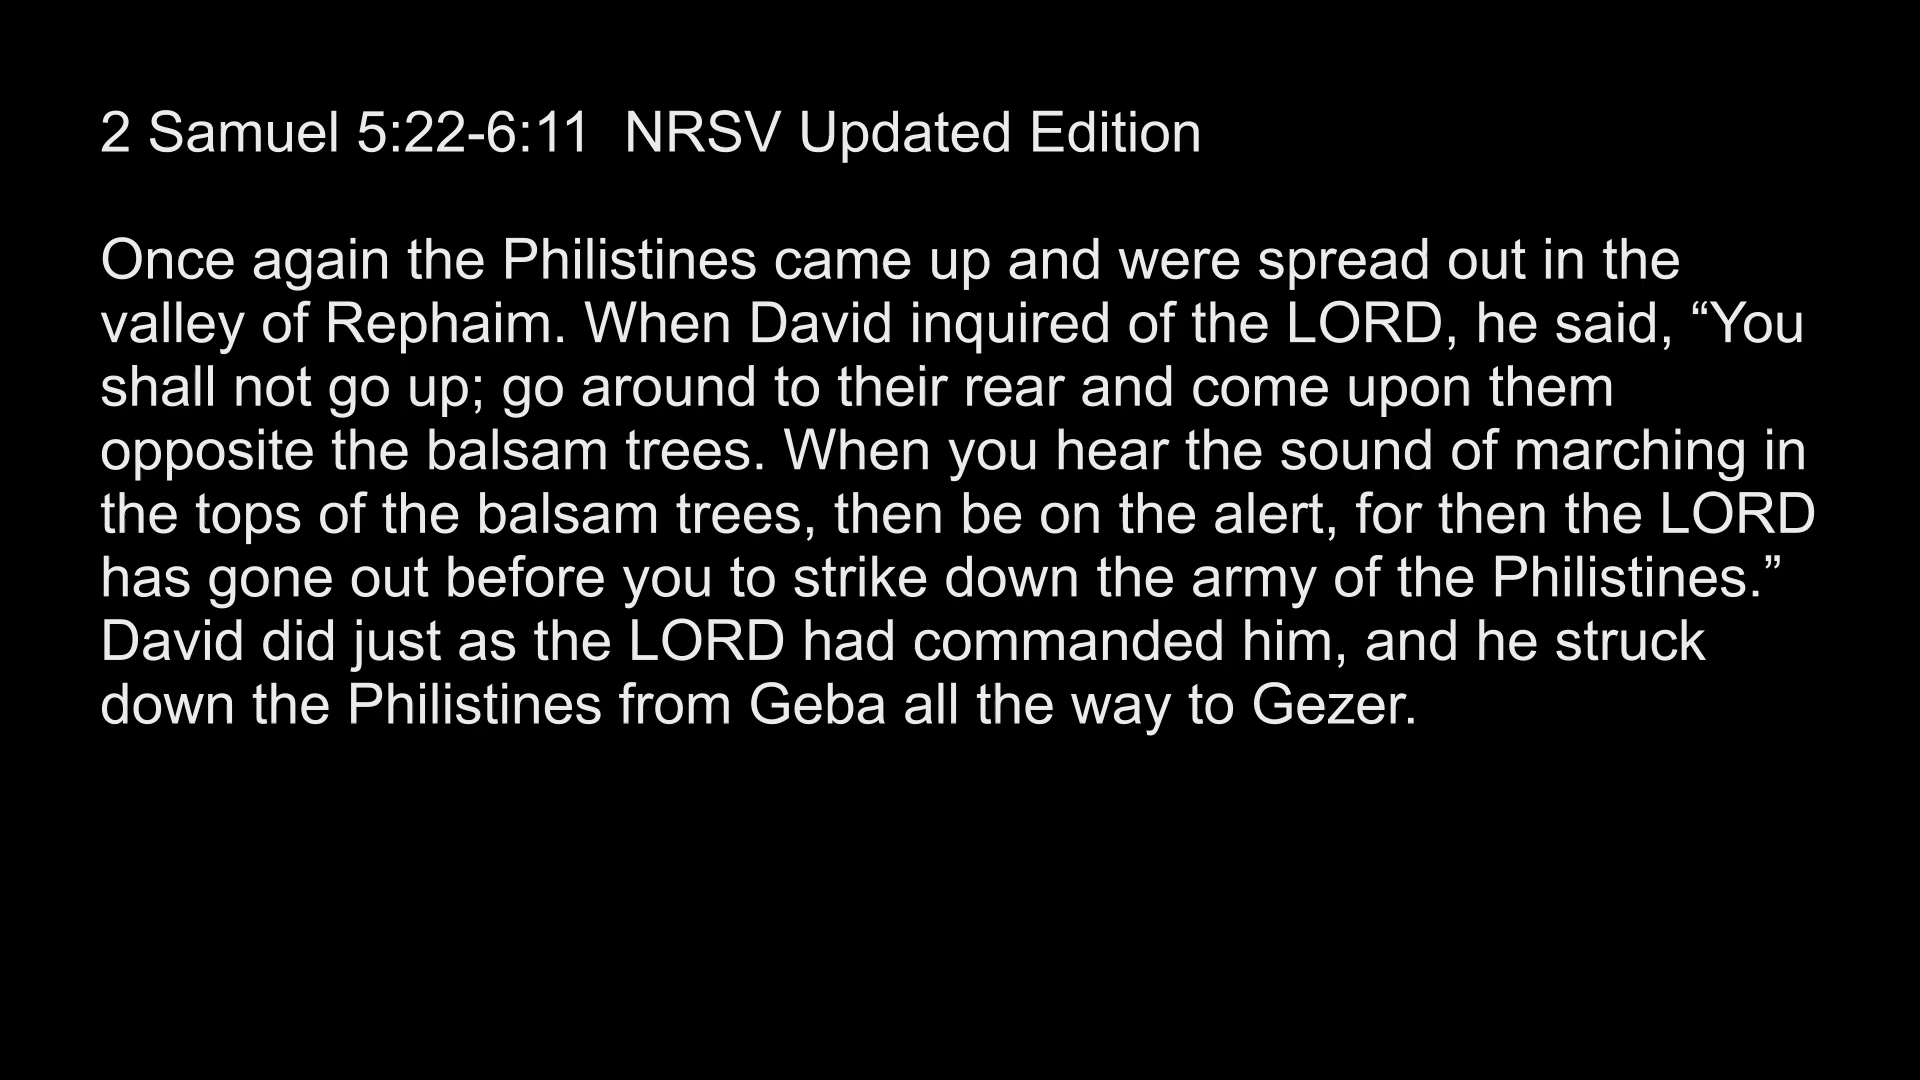 2 Samuel 5:22-6:11  NRSV Updated Edition
Once again the Philistines came up and were spread out in the
valley of Rephaim. When David inquired of the LORD, he said, “You
shall not go up; go around to their rear and come upon them
opposite the balsam trees. When you hear the sound of marching in
the tops of the balsam trees, then be on the alert, for then the LORD
has gone out before you to strike down the army of the Philistines.”
David did just as the LORD had commanded him, and he struck
down the Philistines from Geba all the way to Gezer.